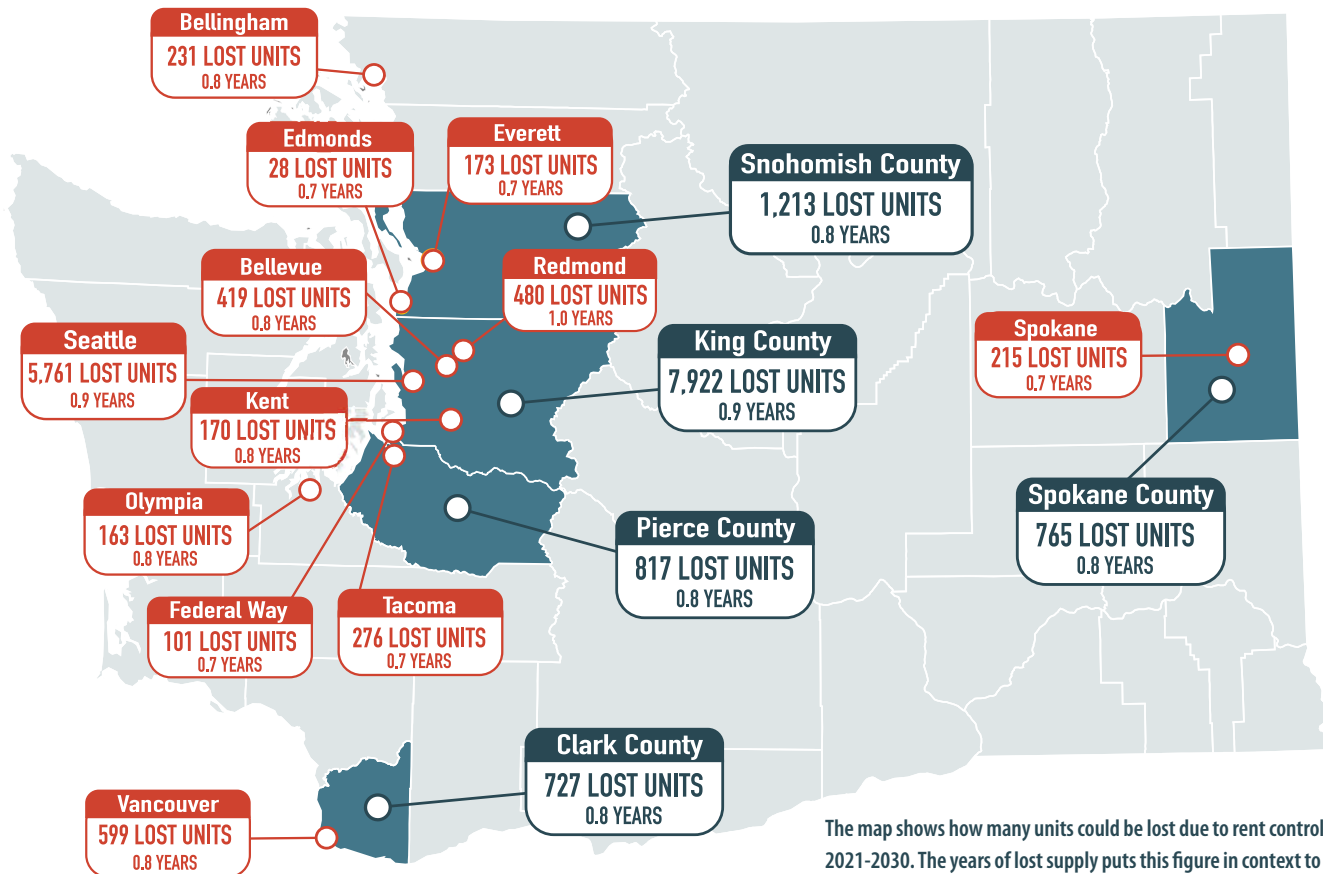 Bellingham
231 LOST UNITS
0.8 YEARS
Edmonds
28 LOST UNITS
0.7 YEARS
Everett
173 LOST UNITS
0.7 YEARS
Snohomish County
1,213 LOST UNITS
0.8 YEARS
Bellevue
419 LOST UNITS
0.8 YEARS
Redmond
480 LOST UNITS
1.0 YEARS
Seattle
5,761 LOST UNITS
0.9 YEARS
King County
7,922 LOST UNITS
0.9 YEARS
Spokane
215 LOST UNITS
0.7 YEARS
Kent
170 LOST UNITS
0.8 YEARS
Olympia
163 LOST UNITS
0.8 YEARS
Pierce County
817 LOST UNITS
0.8 YEARS
Spokane County
765 LOST UNITS
0.8 YEARS
Federal Way
101 LOST UNITS
0.7 YEARS
Tacoma
276 LOST UNITS
0.7 YEARS
Clark County
727 LOST UNITS
0.8 YEARS
Vancouver
599 LOST UNITS
0.8 YEARS
The map shows how many units could be lost due to rent control
2021-2030. The years of lost supply puts this figure in context to